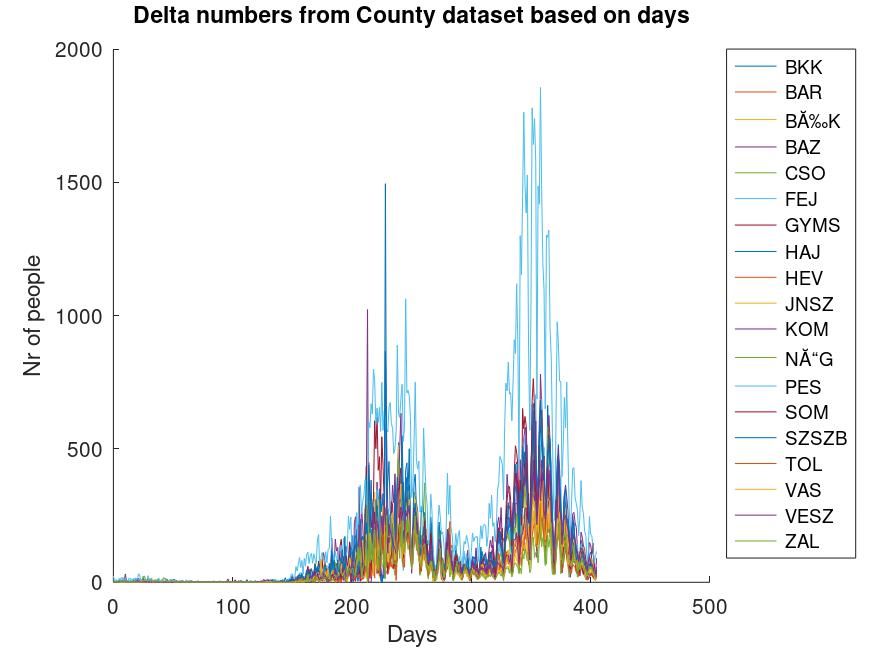 Delta numbers from County dataset based on days
2000
1500
1000
500
0
0 100 200 300 400 500
Nr of people
Days
BKK
BAR
BĂ‰K
BAZ
CSO
FEJ
GYMS
HAJ
HEV
JNSZ
KOM
NĂ“G
PES
SOM
SZSZB
TOL
VAS
VESZ
ZAL